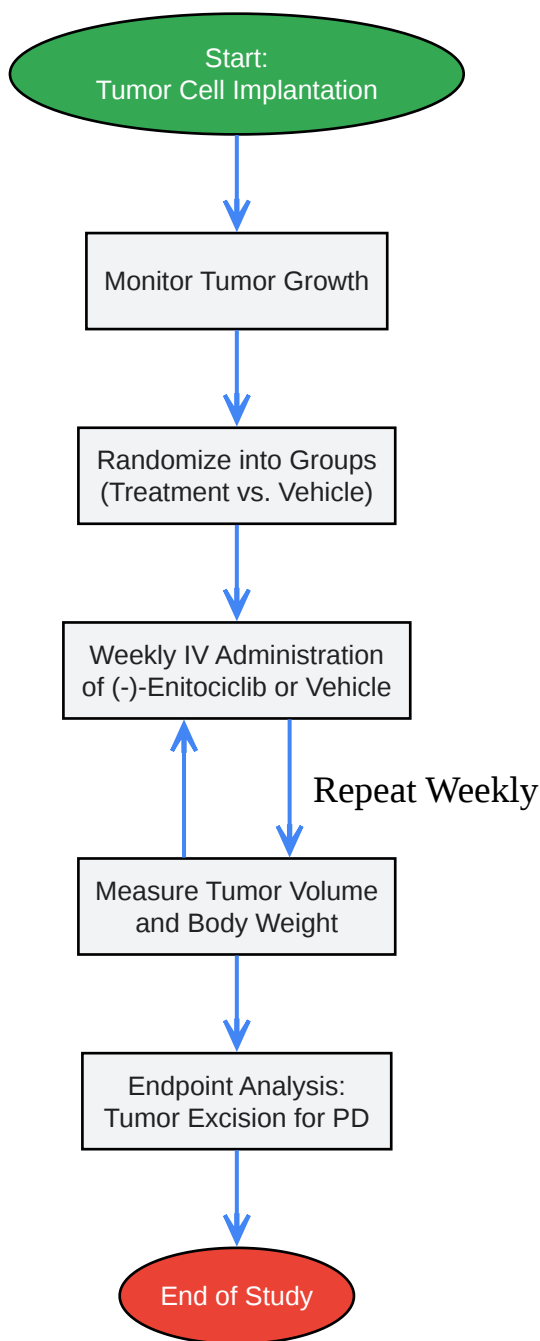 Start:
Tumor Cell Implantation
Monitor Tumor Growth
Randomize into Groups
(Treatment vs. Vehicle)
Weekly IV Administration
of (-)-Enitociclib or Vehicle
Repeat Weekly
Measure Tumor Volume
and Body Weight
Endpoint Analysis:
Tumor Excision for PD
End of Study